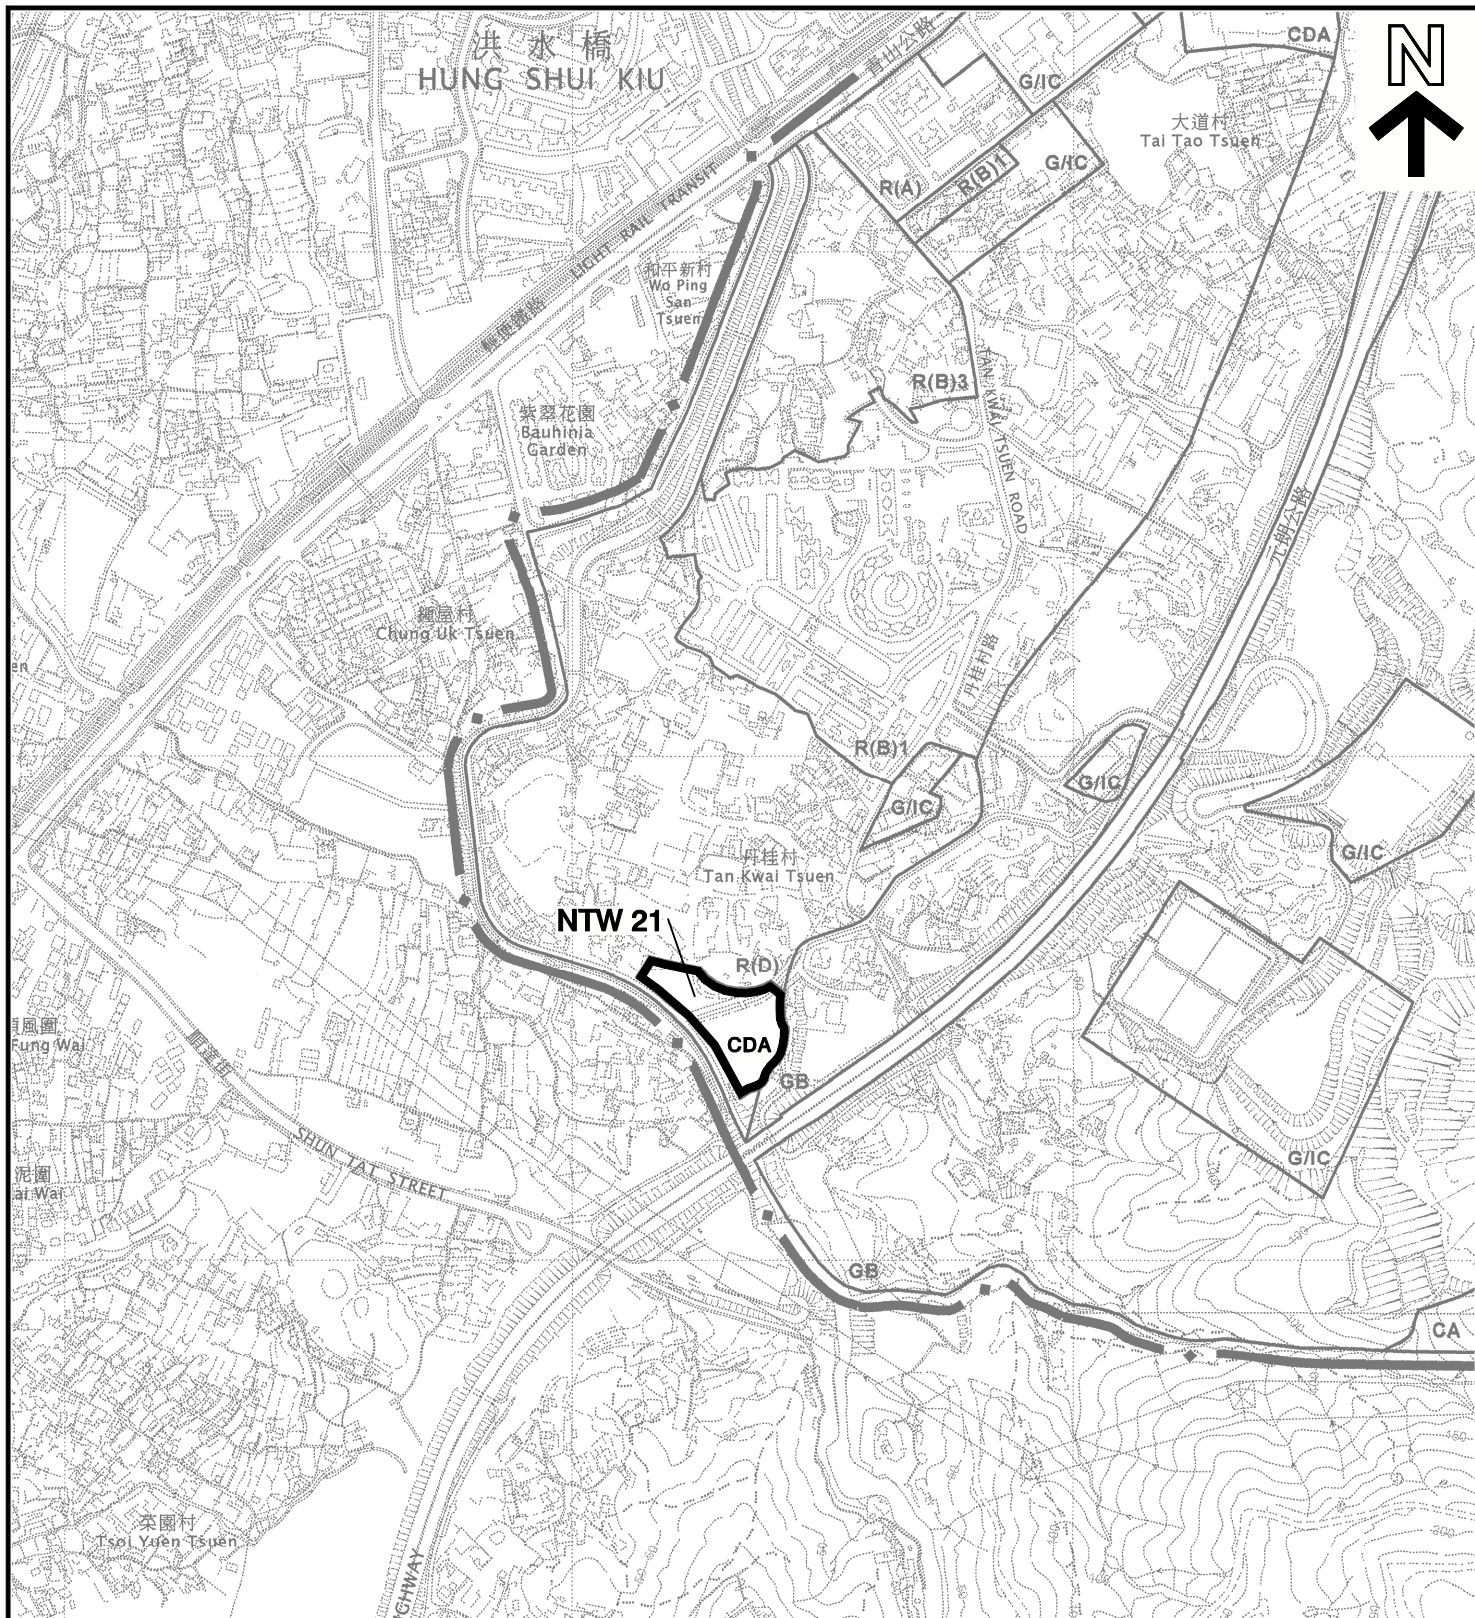 洪水橋
HUNG SHUI KIU
青山公路
CDA
N
G/IC
大道村
Tai Tao Tsuen
R(A)
R(B)1
G/IC
LIGHT RAIL TRANSIT
和平新村
Wo Ping
San
Tsuen
R(B)3
TAN KWAI TSUEN ROAD
紫翠花園
Bauhinia
Garden
元朗公路
鍾屋村
Chung Uk Tsuen
丹桂村路
R(B)1
G/IC
G/IC
G/IC
丹桂村
Tan Kwai Tsuen
NTW 21
R(D)
CDA
GB
Fung Wai
順達街
SHUN TAT STREET
泥圍
ai Wai
G/IC
GB
CA
菜園村
Tsoi Yuen Tsuen